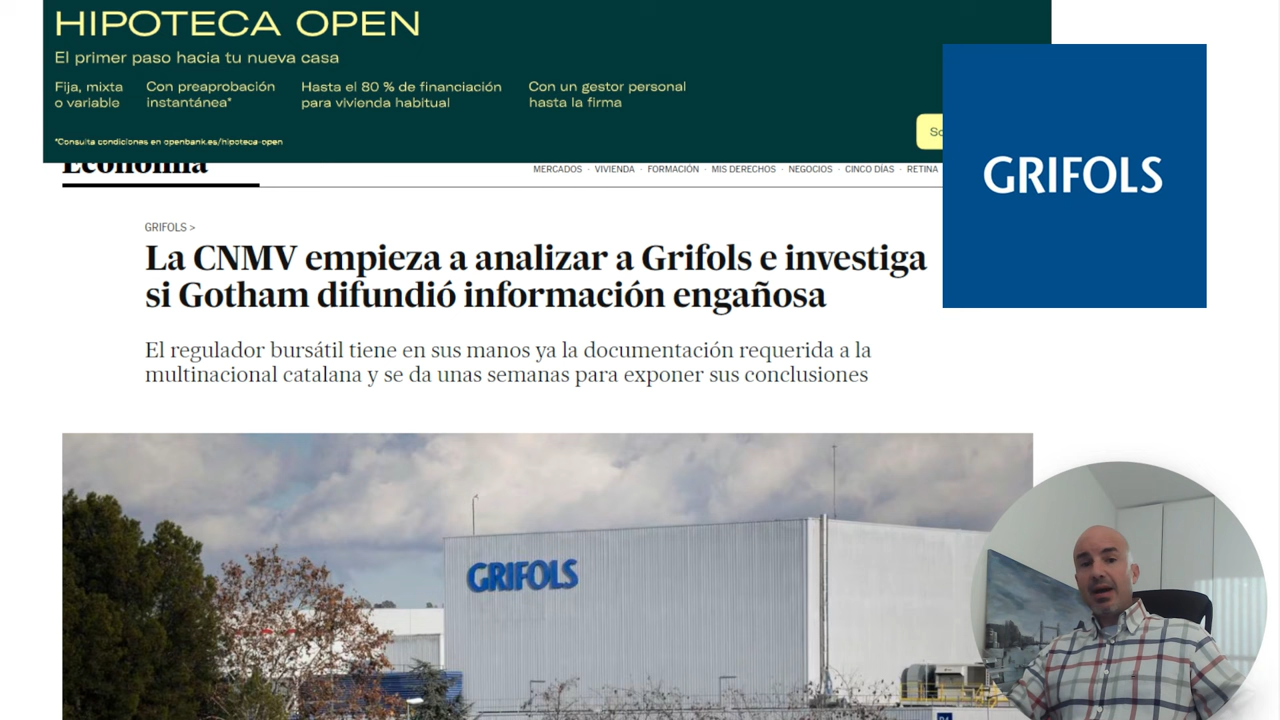 HIPOTECA OPEN
El primer paso hacia tu nueva casa
Fija, mixta
o variable
Con preaprobación
instantánea*
Hasta el 80 % de financiación
para vivienda habitual
Con un gestor personal
hasta la firma
*Consulta condiciones en openbank.es/hipoteca-open
Economía
MERCADOS · VIVIENDA · FORMACIÓN · MIS DERECHOS · NEGOCIOS · CINCO DÍAS · RETINA
GRIFOLS
GRIFOLS >
La CNMV empieza a analizar a Grifols e investiga
si Gotham difundió información engañosa
El regulador bursátil tiene en sus manos ya la documentación requerida a la
multinacional catalana y se da unas semanas para exponer sus conclusiones
GRIFOLS